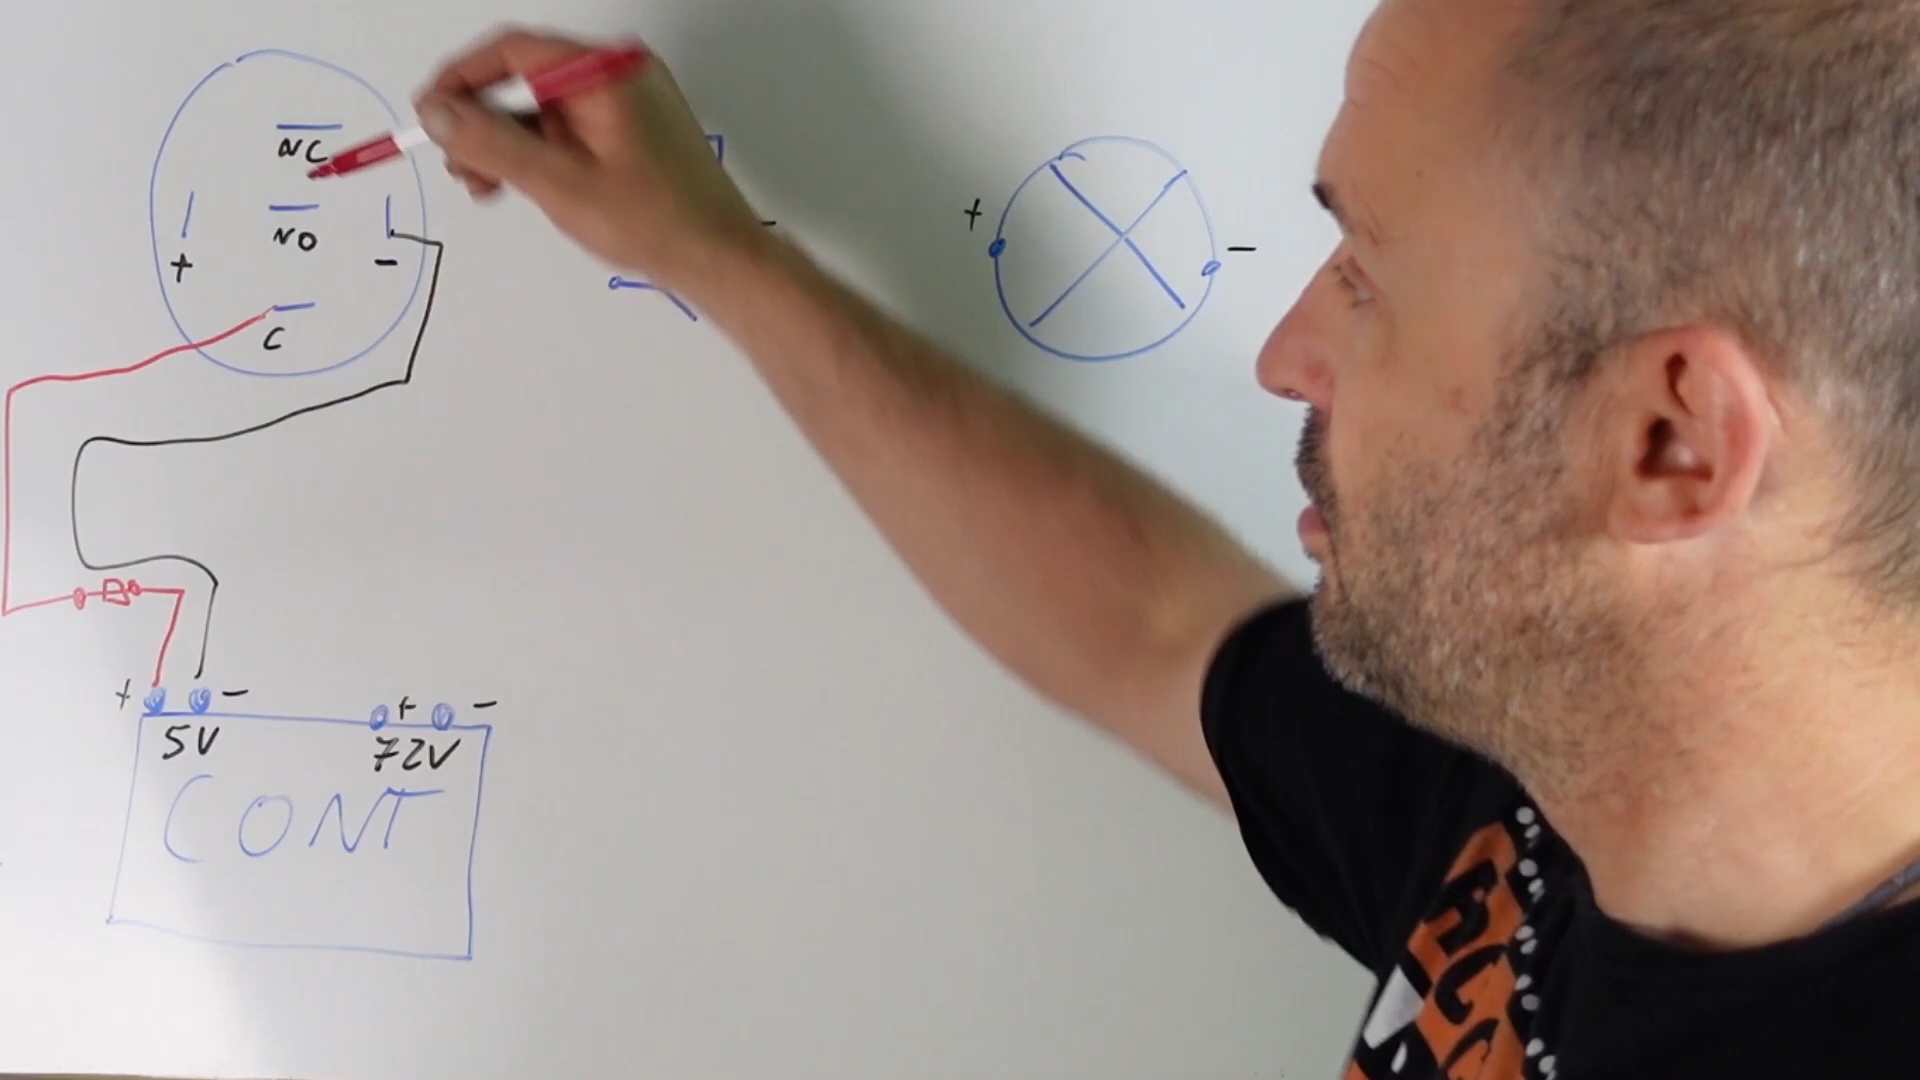 NC
NO
+ -
C
+ -
+ -
+ -
5V 72V
CONT